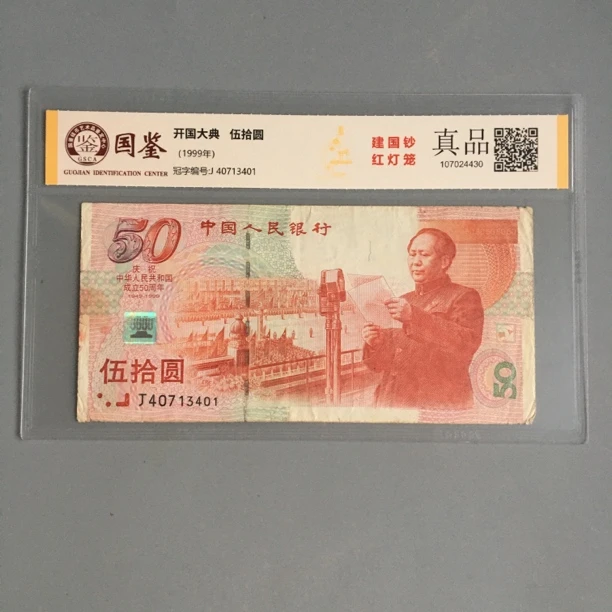 国鉴
GSCA
GUOJIAN IDENTIFICATION CENTER
开国大典 伍拾圆
(1999年)
冠字编号:J 40713401
建国钞
红灯笼
真品
107024430
50
中国人民银行
庆祝
中华人民共和国
成立50周年
1949-1999
伍拾圆
J40713401
50